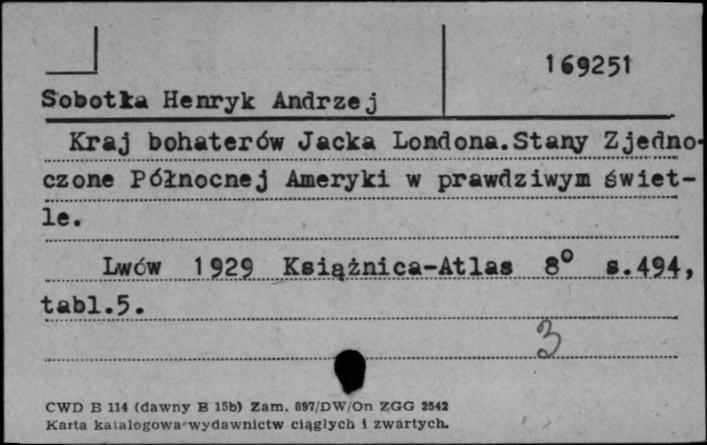 169251
Sobotka Henryk Andrzej
Kraj bohaterów Jacka Londona.Stany Zjedno-
czone Północnej Ameryki w prawdziwym świet-
le.
Lwów 1929 Książnica-Atlas 8° s.494,
tabl.5.
3
CWD B 114 (dawny B 15b) Zam. 897/DW/On ZGG 2542
Karta katalogowa wydawnictw ciągłych i zwartych.